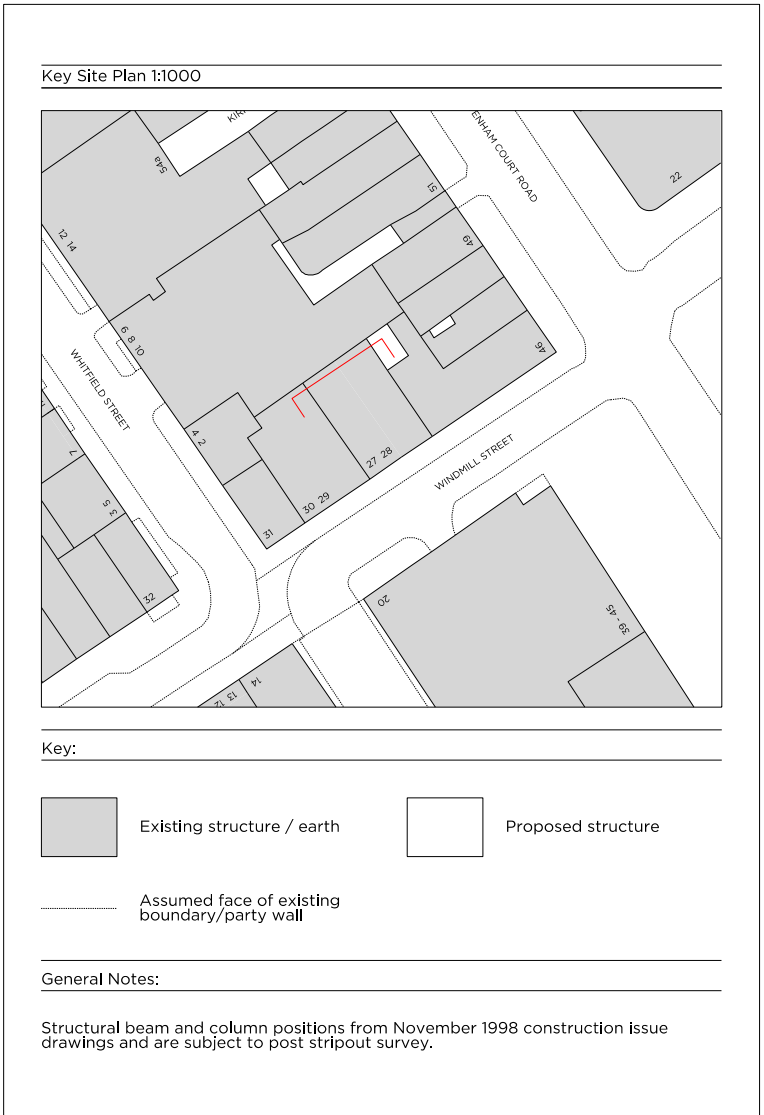 Key Site Plan 1:1000
54a
ENHAM COURT ROAD
22
51
12 14
49
6 8 10
WHITFIELD STREET
46
4 2
WINDMILL STREET
27 28
7
30 29
3 5
31
32
20
39 - 45
14
12 13
Key:
Existing structure / earth
Proposed structure
Assumed face of existing
boundary/party wall
General Notes:
Structural beam and column positions from November 1998 construction issue
drawings and are subject to post stripout survey.